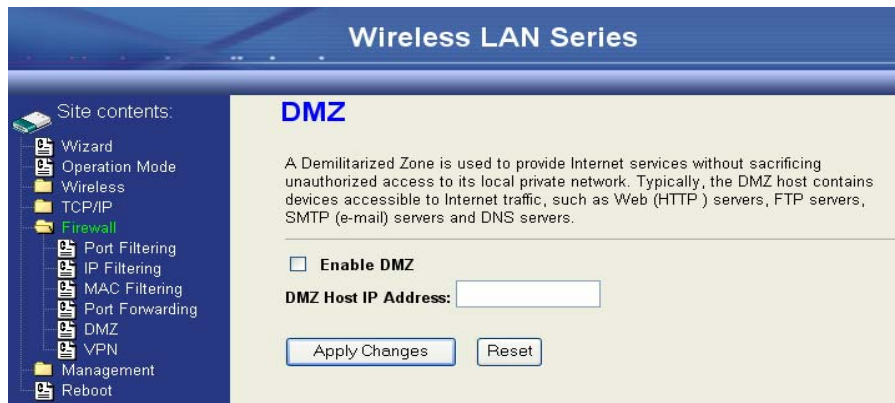 Wireless LAN Series
Site contents:
Wizard
Operation Mode
Wireless
TCP/IP
Firewall
Port Filtering
IP Filtering
MAC Filtering
Port Forwarding
DMZ
VPN
Management
Reboot
DMZ
A Demilitarized Zone is used to provide Internet services without sacrificing
unauthorized access to its local private network. Typically, the DMZ host contains
devices accessible to Internet traffic, such as Web (HTTP ) servers, FTP servers,
SMTP (e-mail) servers and DNS servers.
Enable DMZ
DMZ Host IP Address:
Apply Changes Reset